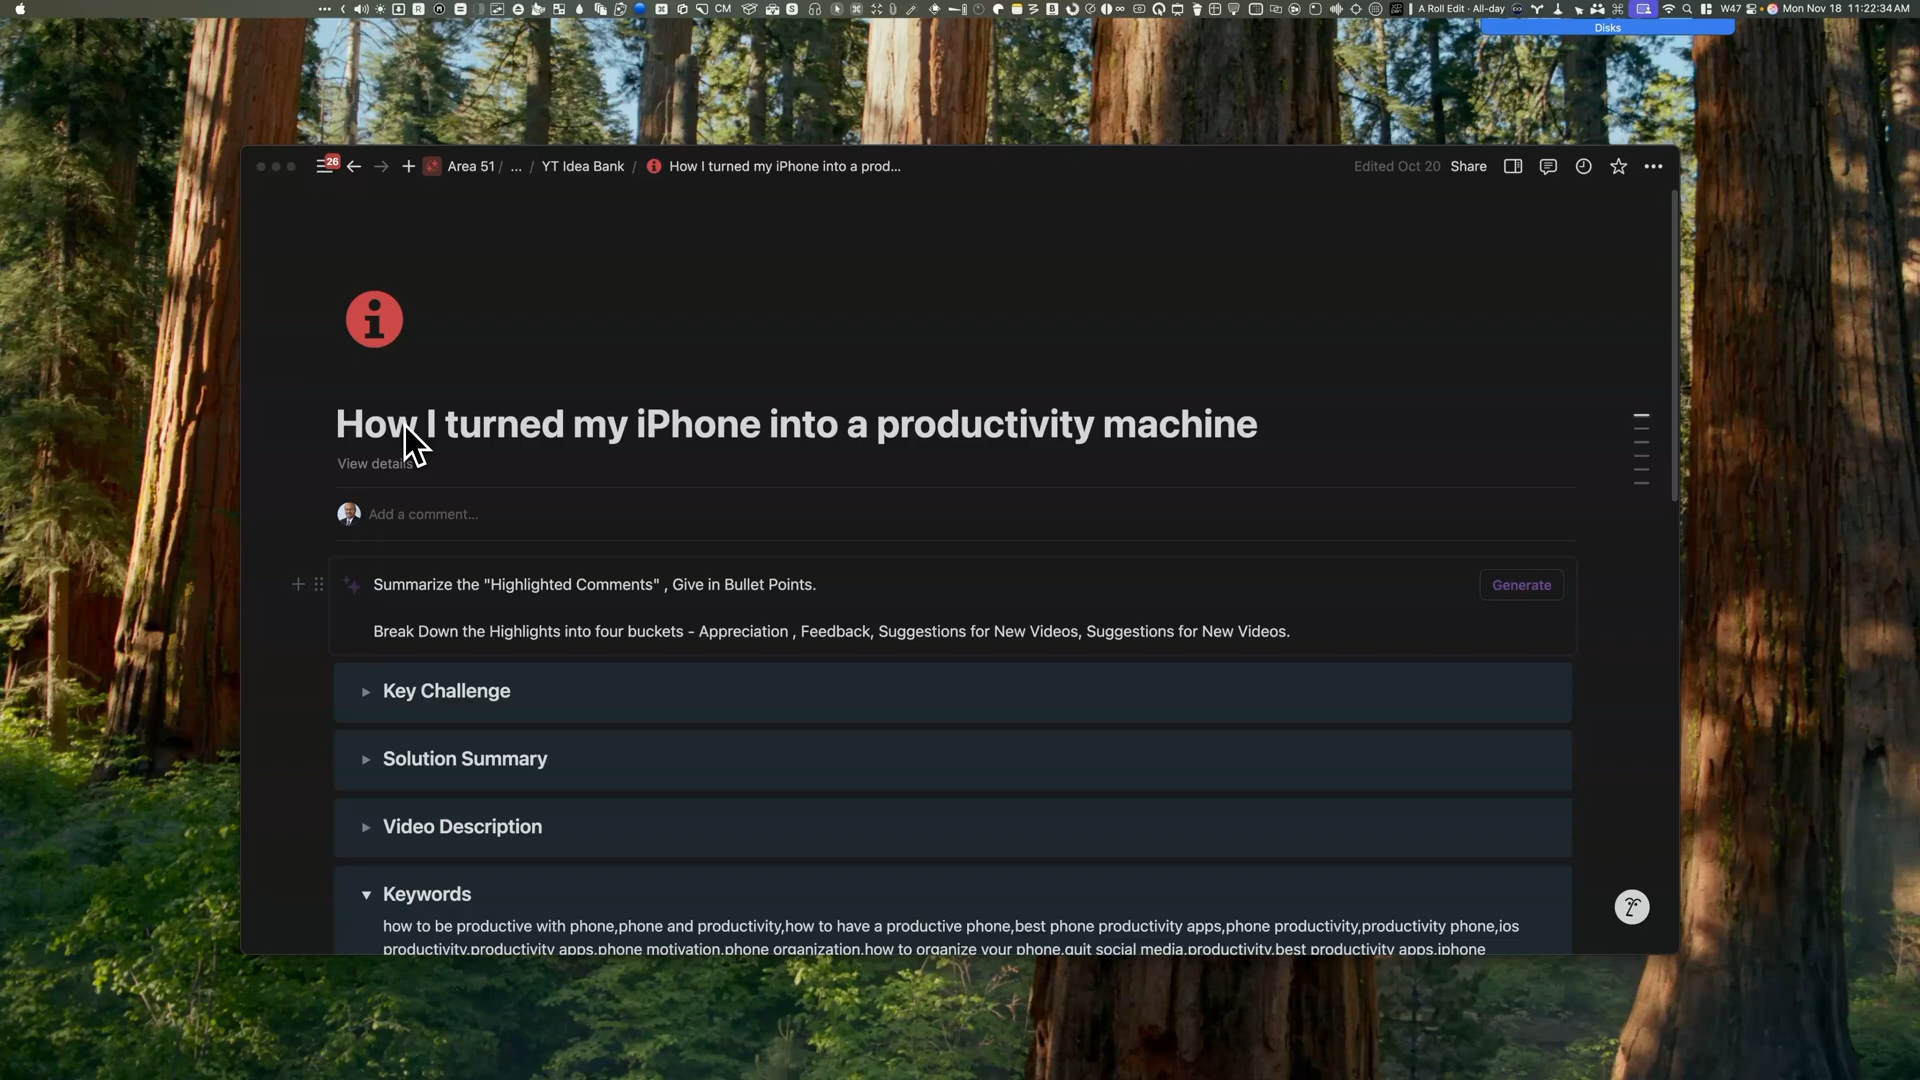 CM
A Roll Edit · All-day
W47
Mon Nov 18 11:22:34 AM
Disks
26
Area 51 / ... / YT Idea Bank / How I turned my iPhone into a prod...
Edited Oct 20
Share
How I turned my iPhone into a productivity machine
View details
Add a comment...
Summarize the "Highlighted Comments" , Give in Bullet Points.
Generate
Break Down the Highlights into four buckets - Appreciation , Feedback, Suggestions for New Videos, Suggestions for New Videos.
Key Challenge
Solution Summary
Video Description
Keywords
how to be productive with phone,phone and productivity,how to have a productive phone,best phone productivity apps,phone productivity,productivity phone,ios
productivity,productivity apps,phone motivation,phone organization,how to organize your phone,quit social media,productivity,best productivity apps,iphone